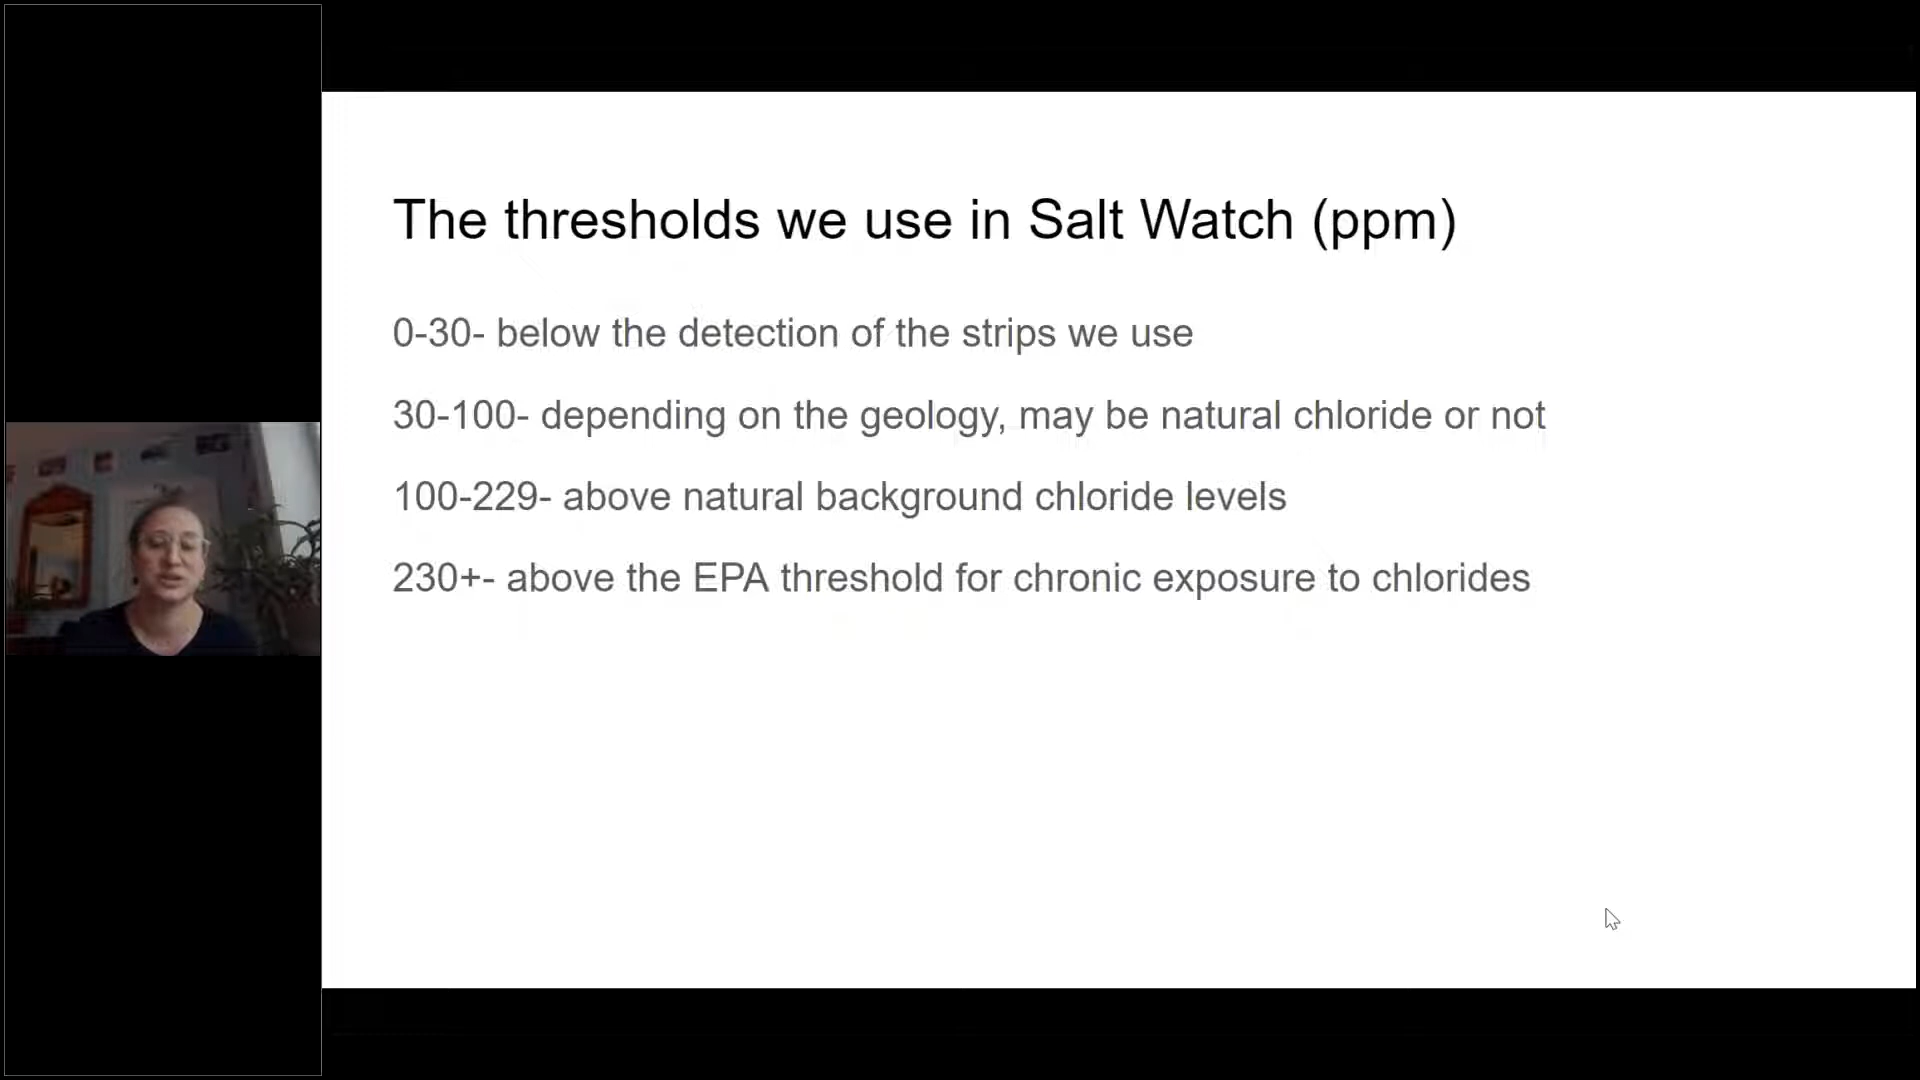 The thresholds we use in Salt Watch (ppm)
0-30- below the detection of the strips we use
30-100- depending on the geology, may be natural chloride or not
100-229- above natural background chloride levels
230+- above the EPA threshold for chronic exposure to chlorides